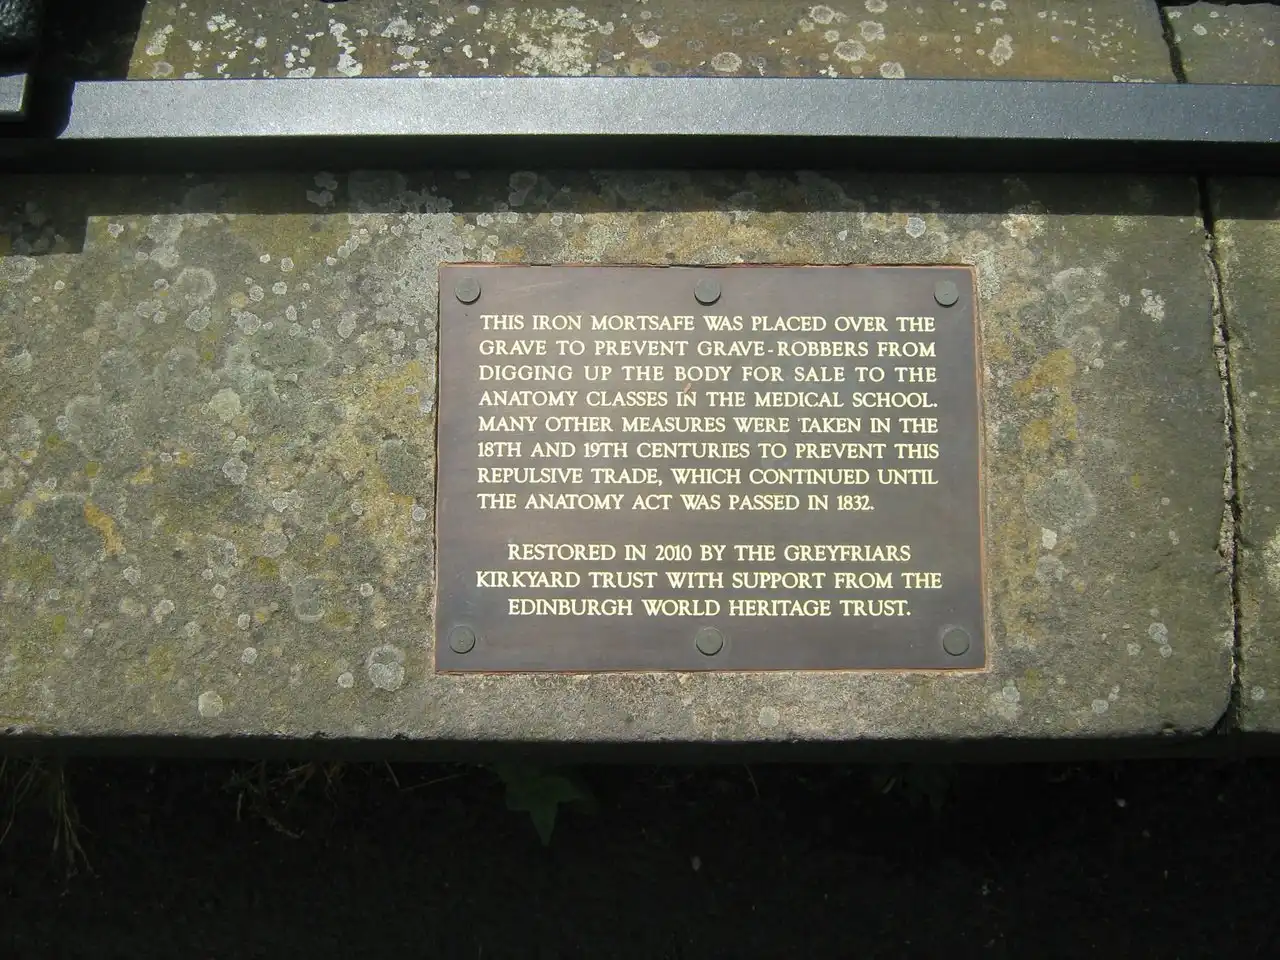 THIS IRON MORTSAFE WAS PLACED OVER THE
GRAVE TO PREVENT GRAVE-ROBBERS FROM
DIGGING UP THE BODY FOR SALE TO THE
ANATOMY CLASSES IN THE MEDICAL SCHOOL.
MANY OTHER MEASURES WERE TAKEN IN THE
18TH AND 19TH CENTURIES TO PREVENT THIS
REPULSIVE TRADE, WHICH CONTINUED UNTIL
THE ANATOMY ACT WAS PASSED IN 1832.
RESTORED IN 2010 BY THE GREYFRIARS
KIRKYARD TRUST WITH SUPPORT FROM THE
EDINBURGH WORLD HERITAGE TRUST.